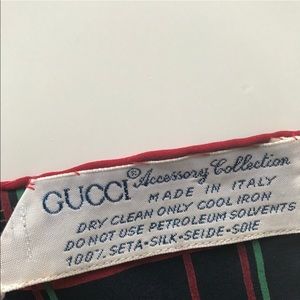 GUCCI® Accessory Collection
MADE IN ITALY
DRY CLEAN ONLY COOL IRON
DO NOT USE PETROLEUM SOLVENTS
100% SETA-SILK-SEIDE-SOIE